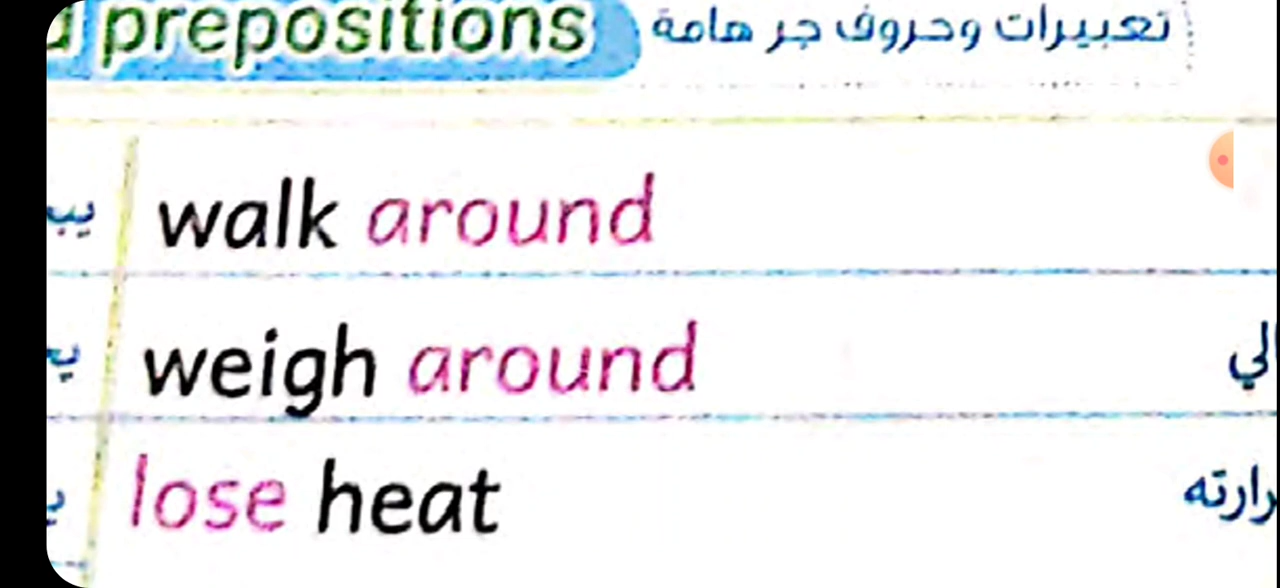 prepositions تعبيرات وحروف جر هامة
walk around
weigh around
lose heat